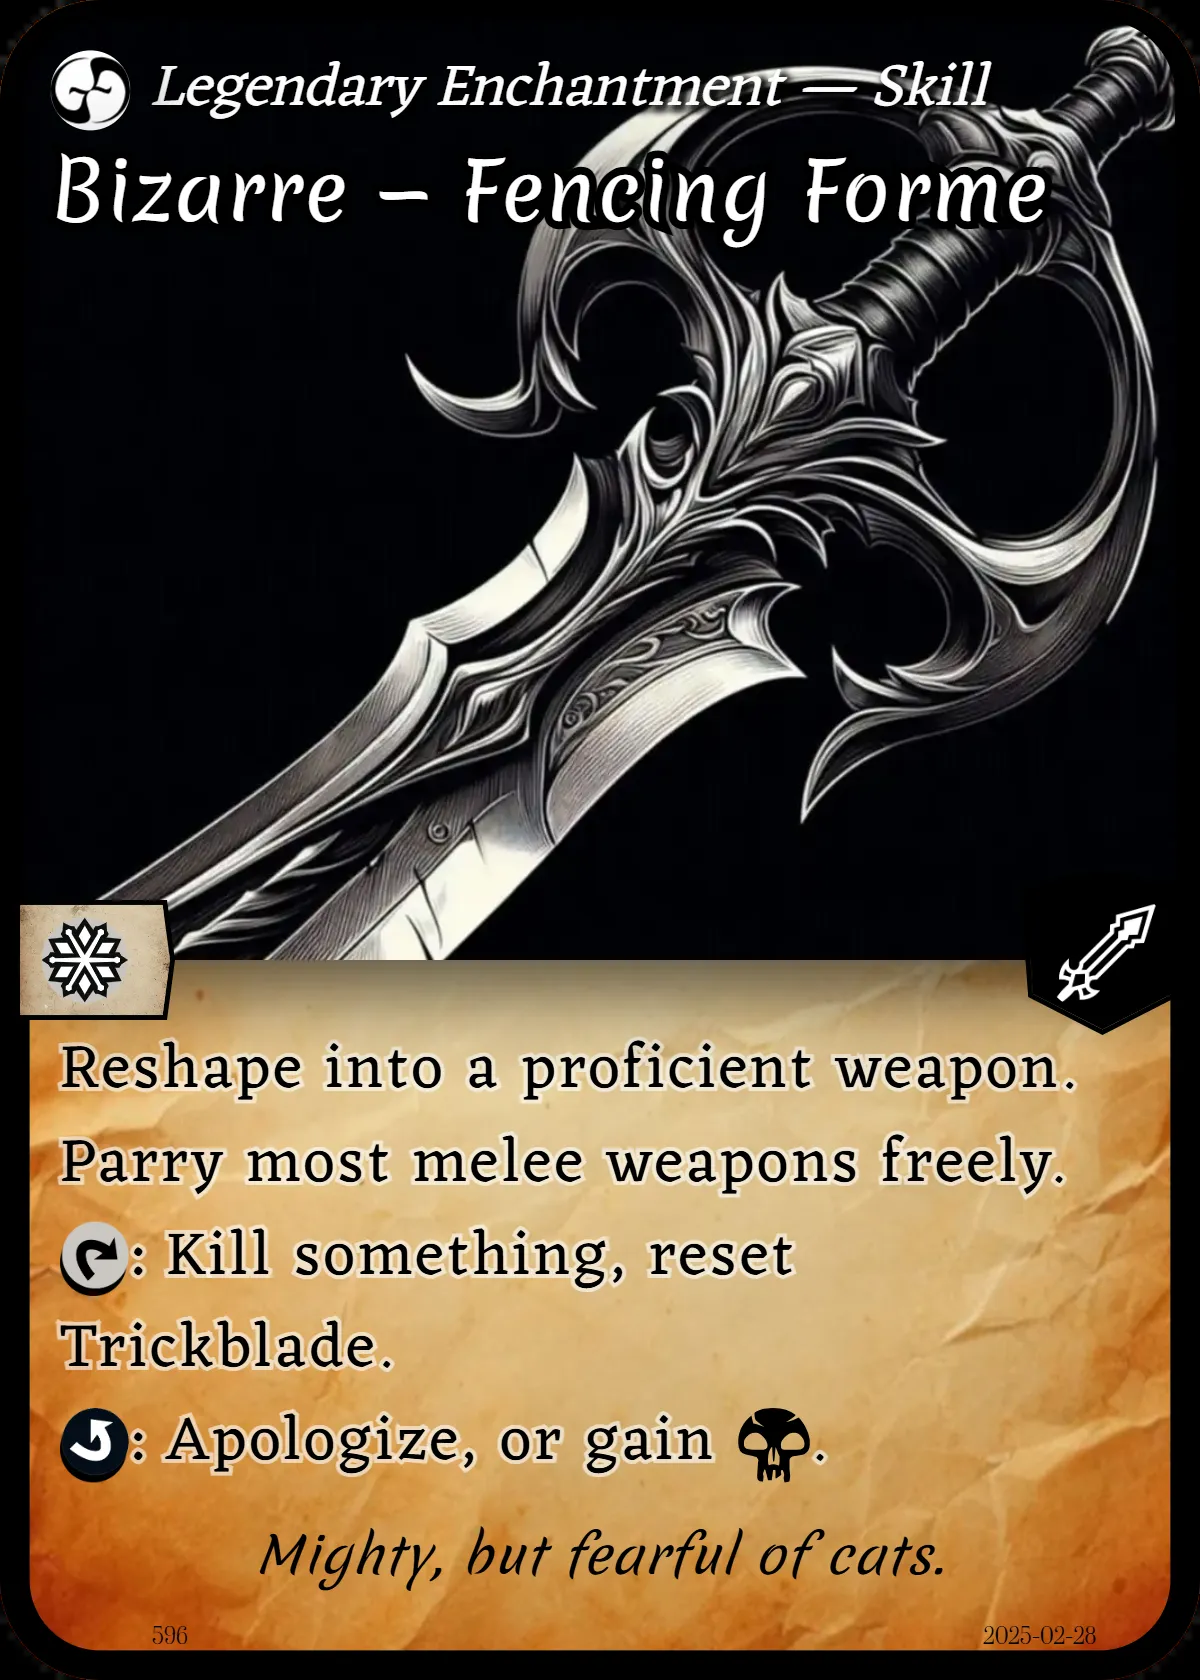 Legendary Enchantment — Skill
Bizarre – Fencing Forme
Reshape into a proficient weapon.
Parry most melee weapons freely.
: Kill something, reset
Trickblade.
: Apologize, or gain .
Mighty, but fearful of cats.
596
2025-02-28